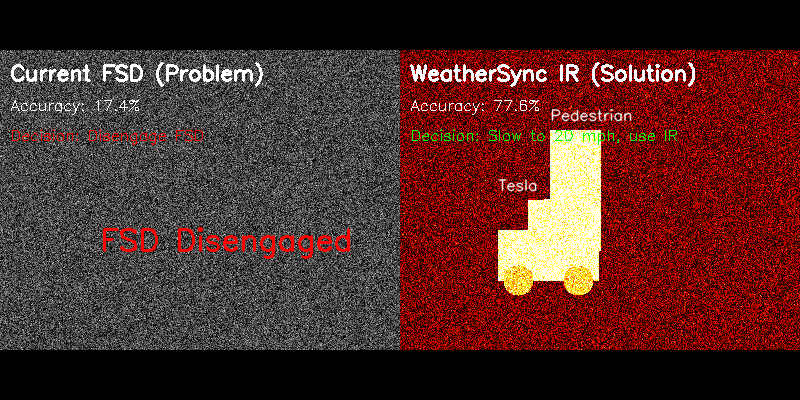 Current FSD (Problem)
Accuracy: 17.4%
Decision: Disengage FSD
FSD Disengaged
WeatherSync IR (Solution)
Accuracy: 77.6%
Pedestrian
Decision: Slow to 20 mph, use IR
Tesla